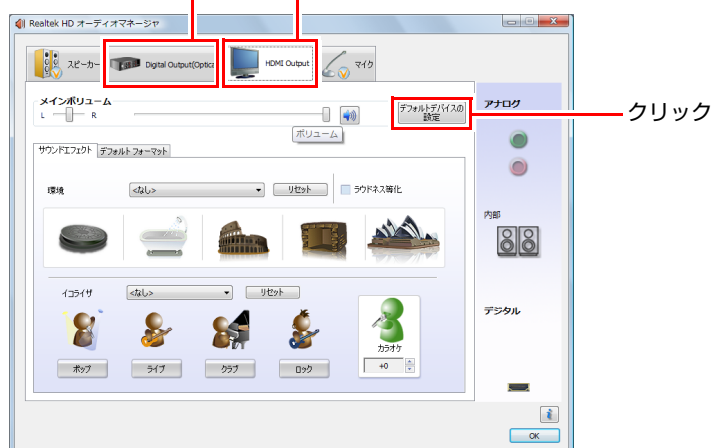 Realtek HD オーディオマネージャ
スピーカー
Digital Output(Optica
HDMI Output
マイク
メインボリューム
L R
デフォルトデバイスの
設定
クリック
ボリューム
アナログ
サウンドエフェクト デフォルトフォーマット
環境 <なし> リセット ラウドネス等化
内部
イコライザ <なし> リセット
デジタル
カラオケ
ポップ ライブ クラブ ロック +0
OK